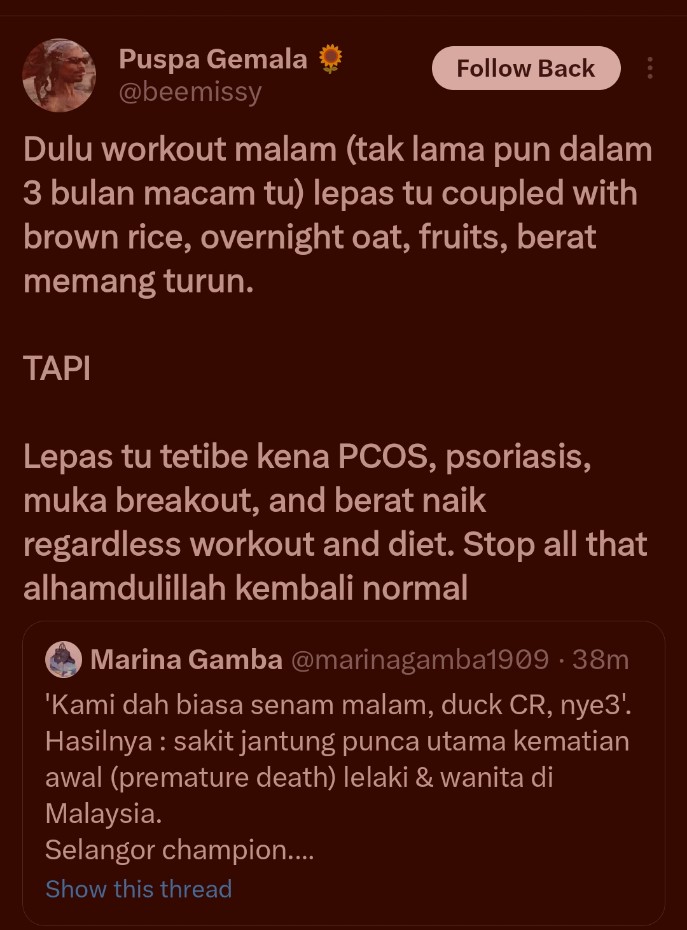 Puspa Gemala 🌻
@beemissy
Follow Back
Dulu workout malam (tak lama pun dalam
3 bulan macam tu) lepas tu coupled with
brown rice, overnight oat, fruits, berat
memang turun.
TAPI
Lepas tu tetibe kena PCOS, psoriasis,
muka breakout, and berat naik
regardless workout and diet. Stop all that
alhamdulillah kembali normal
Marina Gamba @marinagamba1909 · 38m
'Kami dah biasa senam malam, duck CR, nye3'.
Hasilnya : sakit jantung punca utama kematian
awal (premature death) lelaki & wanita di
Malaysia.
Selangor champion....
Show this thread